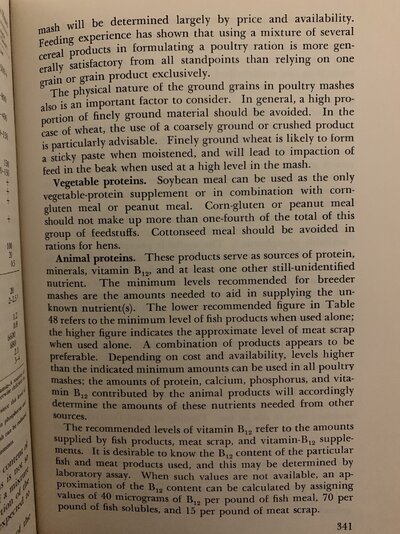 mash will be determined largely by price and availability.
Feeding experience has shown that using a mixture of several
cereal products in formulating a poultry ration is more gen-
erally satisfactory from all standpoints than relying on one
grain or grain product exclusively.
The physical nature of the ground grains in poultry mashes
also is an important factor to consider. In general, a high pro-
portion of finely ground material should be avoided. In the
case of wheat, the use of a coarsely ground or crushed product
is particularly advisable. Finely ground wheat is likely to form
a sticky paste when moistened, and will lead to impaction of
feed in the beak when used at a high level in the mash.
Vegetable proteins. Soybean meal can be used as the only
vegetable-protein supplement or in combination with corn-
gluten meal or peanut meal. Corn-gluten or peanut meal
should not make up more than one-fourth of the total of this
group of feedstuffs. Cottonseed meal should be avoided in
rations for hens.
Animal proteins. These products serve as sources of protein,
minerals, vitamin B12, and at least one other still-unidentified
nutrient. The minimum levels recommended for breeder
mashes are the amounts needed to aid in supplying the un-
known nutrient(s). The lower recommended figure in Table
48 refers to the minimum level of fish products when used alone;
the higher figure indicates the approximate level of meat scrap
when used alone. A combination of products appears to be
preferable. Depending on cost and availability, levels higher
than the indicated minimum amounts can be used in all poultry
mashes; the amounts of protein, calcium, phosphorus, and vita-
min B12 contributed by the animal products will accordingly
determine the amounts of these nutrients needed from other
sources.
The recommended levels of vitamin B12 refer to the amounts
supplied by fish products, meat scrap, and vitamin-B12 supple-
ments. It is desirable to know the B12 content of the particular
fish and meat products used, and this may be determined by
laboratory assay. When such values are not available, an ap-
proximation of the B12 content can be calculated by assigning
values of 40 micrograms of B12 per pound of fish meal, 70 per
pound of fish solubles, and 15 per pound of meat scrap.
341